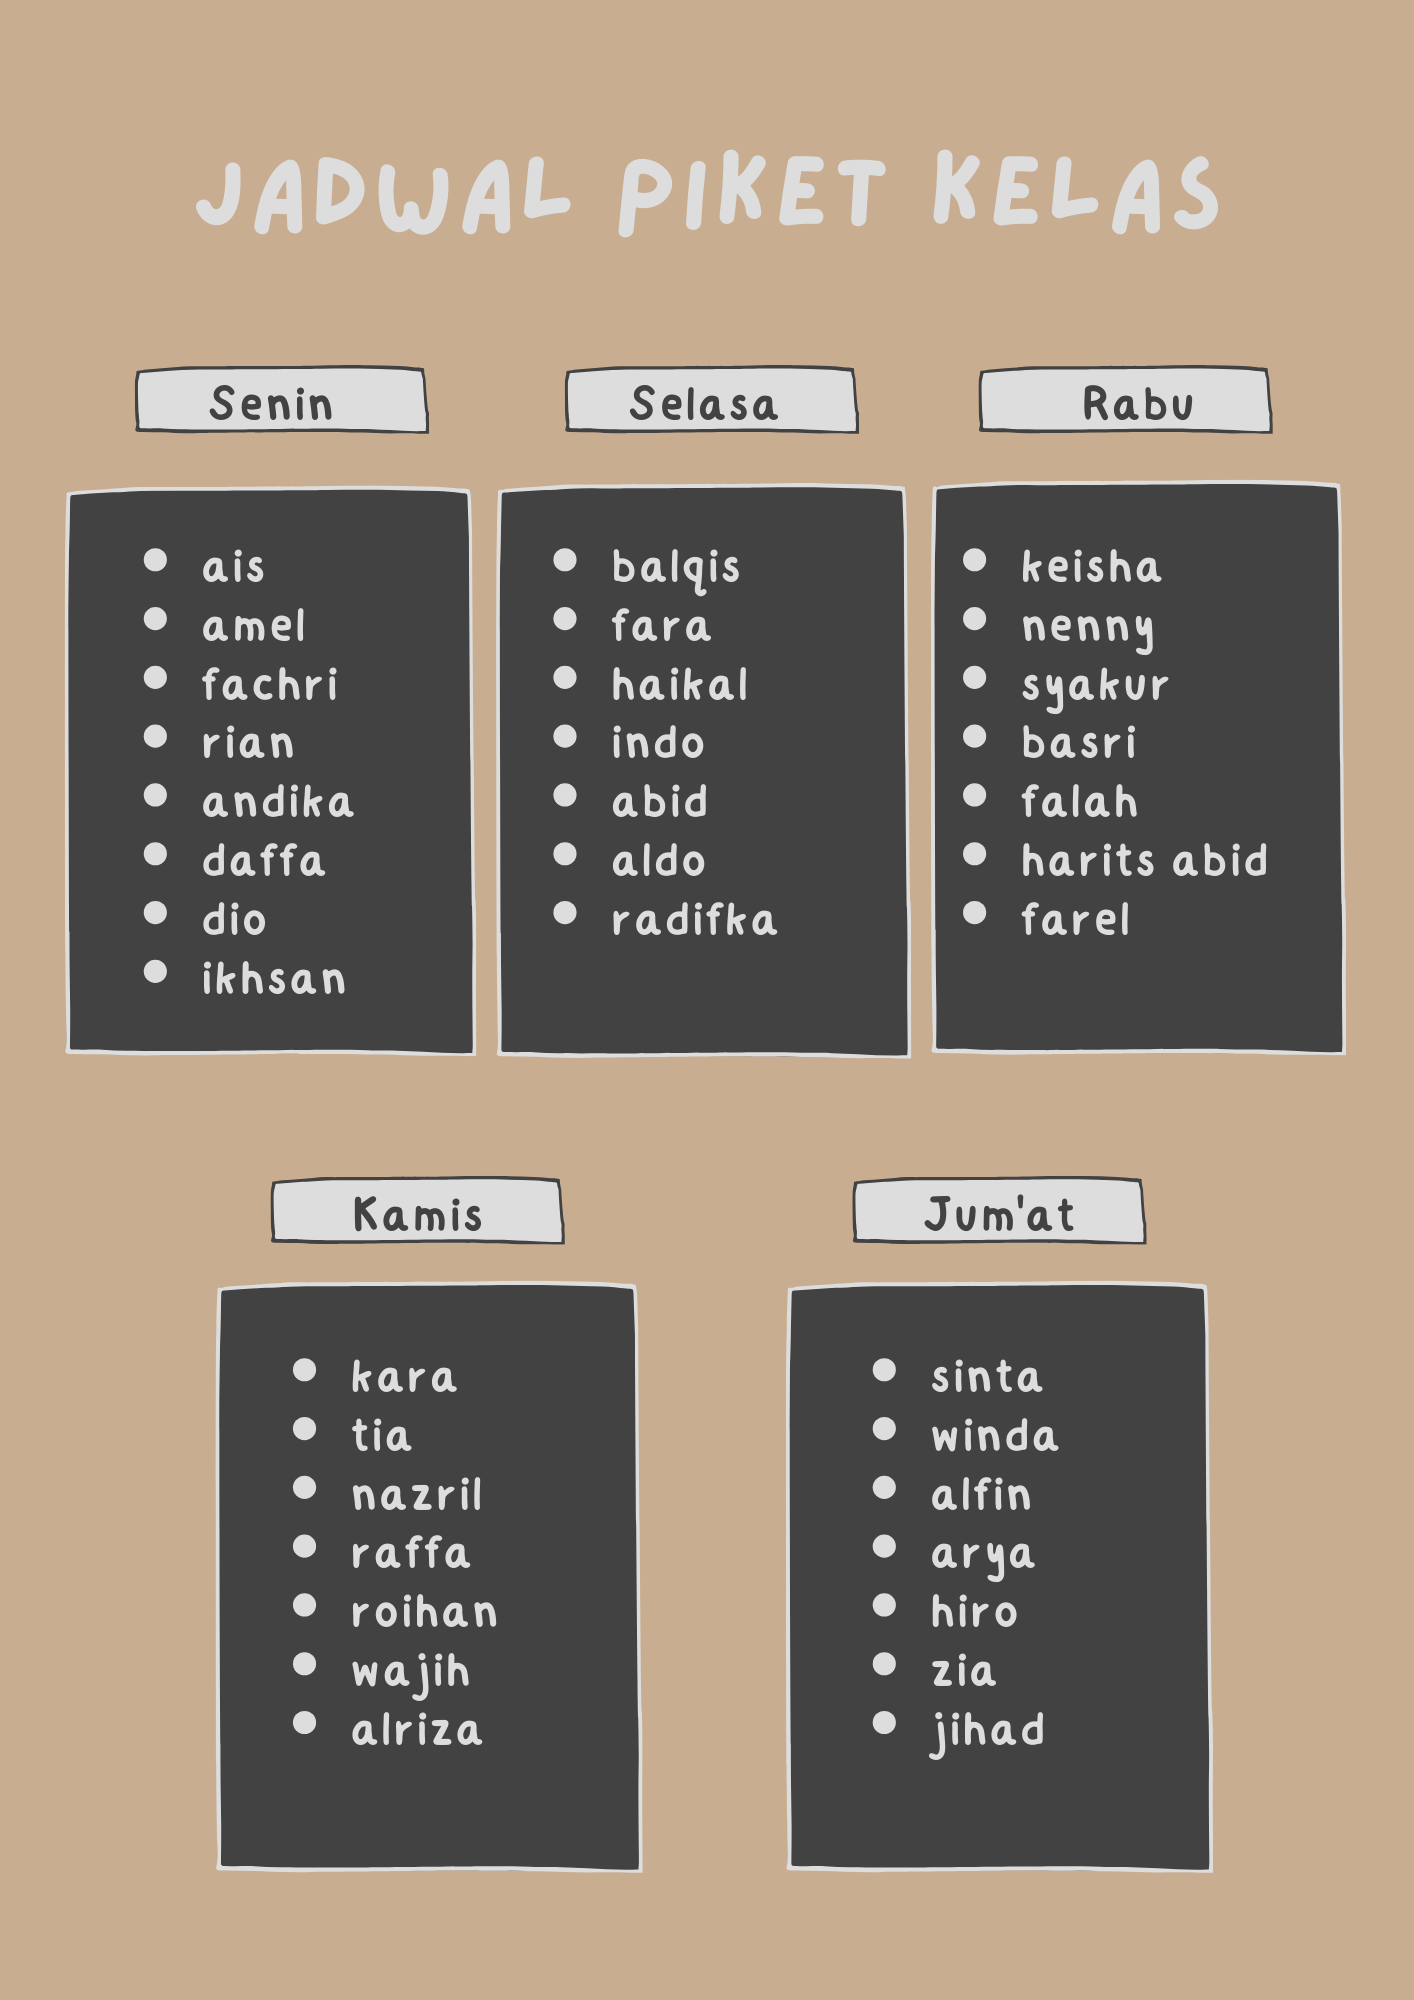 JADWAL PIKET KELAS
Senin
ais
amel
fachri
rian
andika
daffa
dio
ikhsan
Selasa
balqis
fara
haikal
indo
abid
aldo
radifka
Rabu
keisha
nenny
syakur
basri
falah
harits abid
farel
Kamis
kara
tia
nazril
raffa
roihan
wajih
alriza
Jum'at
sinta
winda
alfin
arya
hiro
zia
jihad